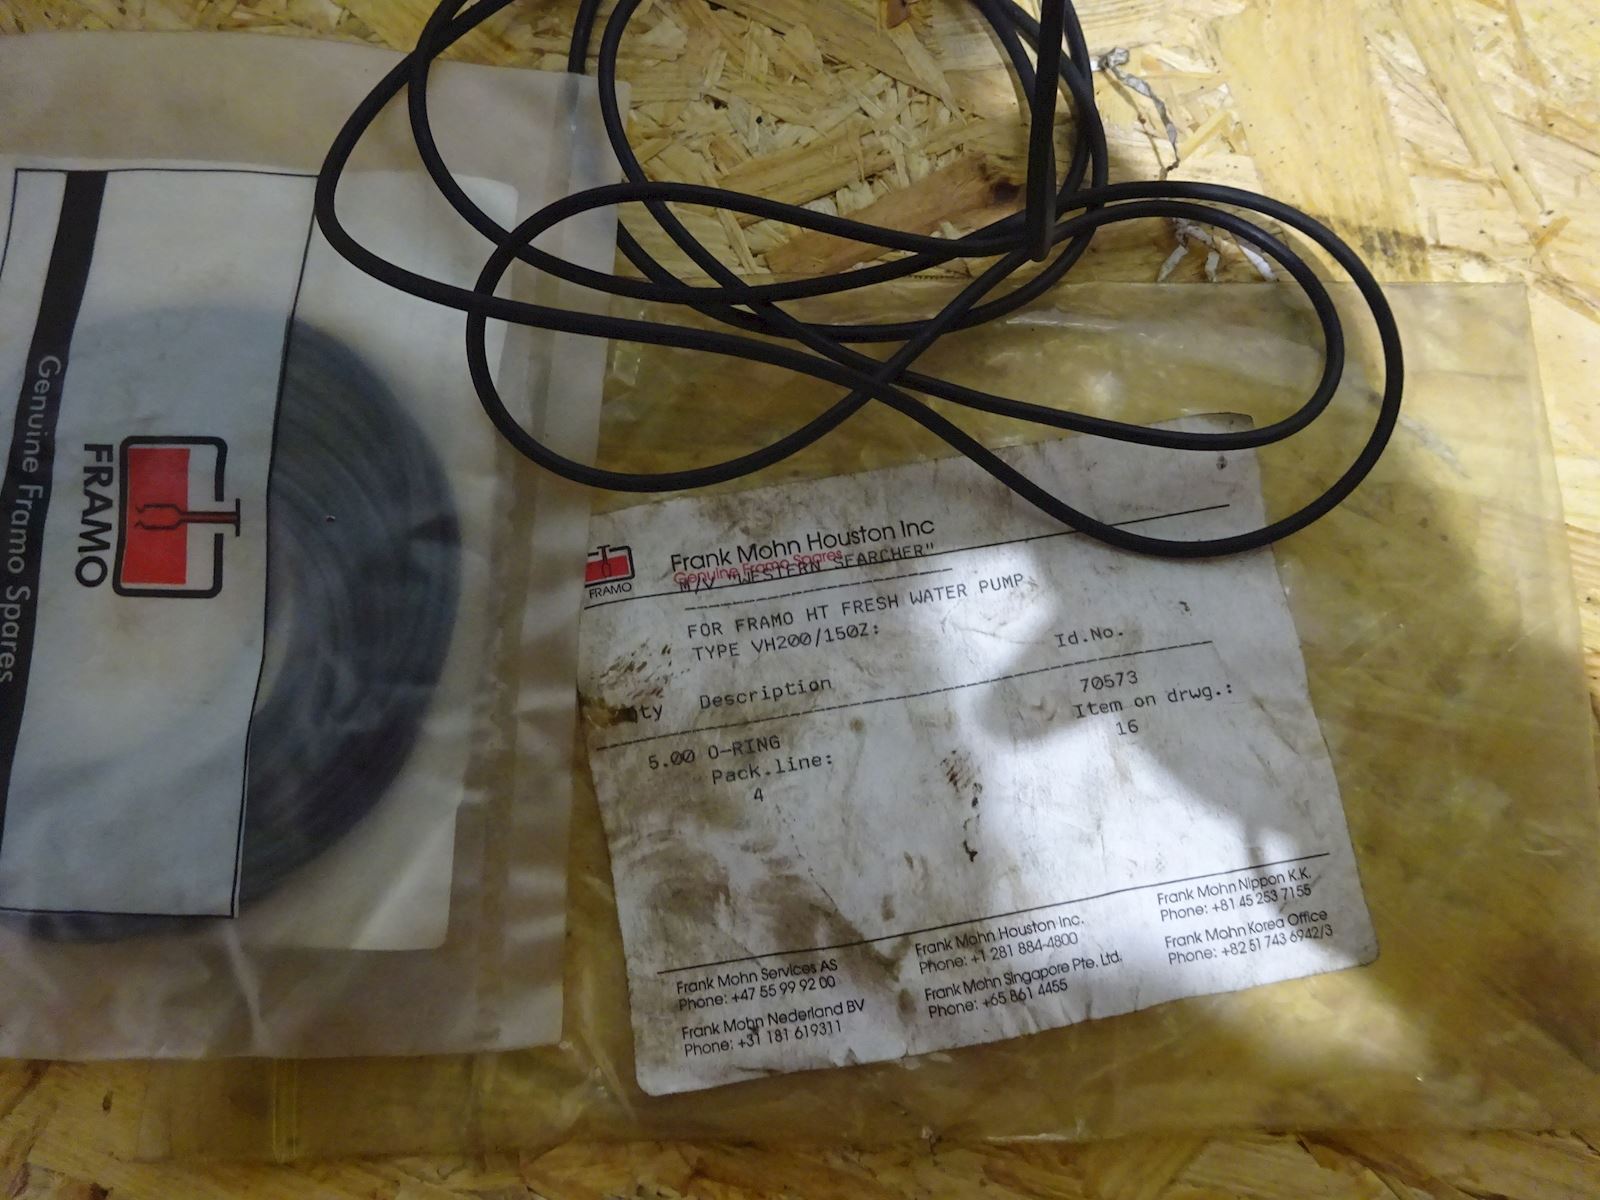 Genuine Framo Spares
FRAMO
FRAMO
Frank Mohn Houston Inc
Genuine Framo Spares
M/V "WESTERN SEARCHER"
FOR FRAMO HT FRESH WATER PUMP
TYPE VH200/150Z:
Description
Id.No.
5.00 O-RING
70573
Pack.line:
Item on drwg.:
4
16
Frank Mohn Services AS
Phone: +47 55 99 92 00
Frank Mohn Nederland BV
Phone: +31 181 619311
Frank Mohn Houston Inc.
Phone: +1 281 884-4800
Frank Mohn Singapore Pte. Ltd.
Phone: +65 861 4455
Frank Mohn Nippon K.K.
Phone: +81 45 253 7155
Frank Mohn Korea Office
Phone: +82 51 743 6942/3